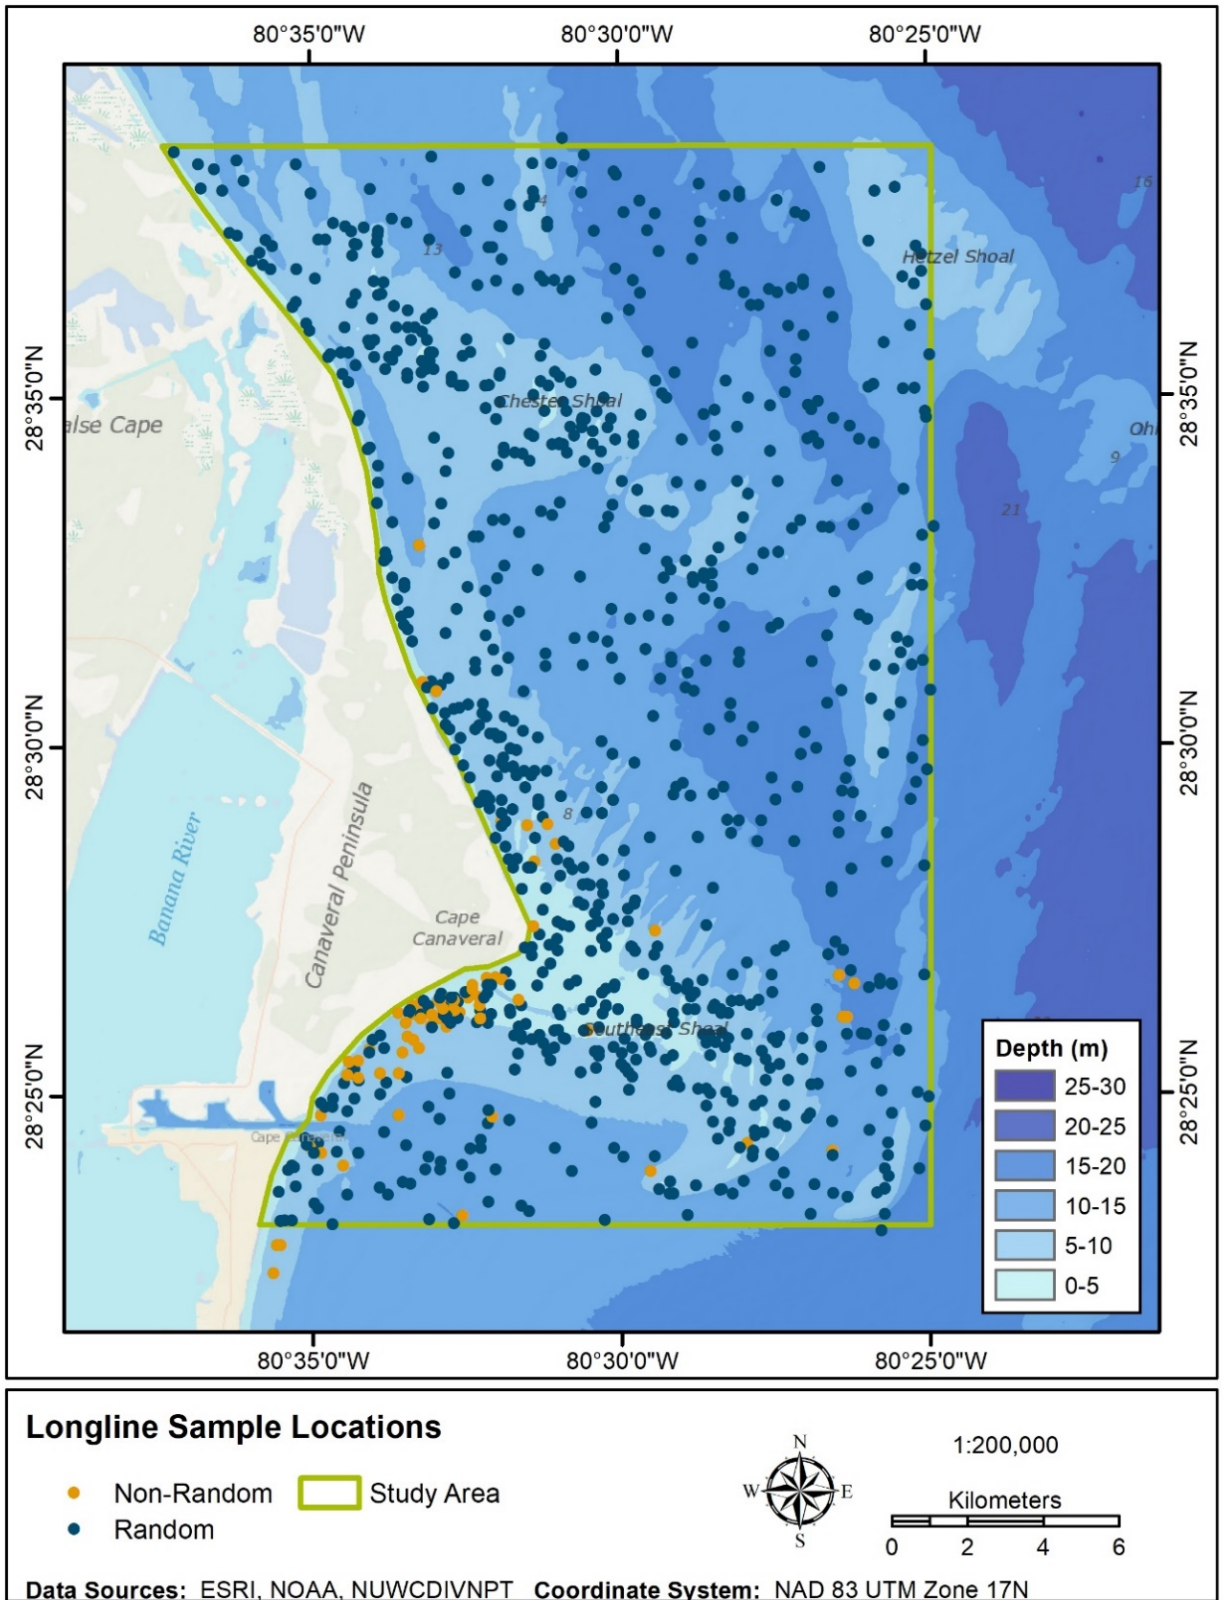 80°35'0"W 80°30'0"W 80°25'0"W
16
4
13
Hetzel Shoal
28°35'0"N
28°35'0"N
Chester Shoal
alse Cape
Ohi
9
21
28°30'0"N
28°30'0"N
Banana River
Canaveral Peninsula
8
Cape
Canaveral
Southeast Shoal
28°25'0"N
28°25'0"N
Depth (m)
25-30
20-25
15-20
10-15
5-10
0-5
Cape Canaveral
80°35'0"W 80°30'0"W 80°25'0"W
Longline Sample Locations
Non-Random Study Area
Random
N
W E
S
1:200,000
Kilometers
0 2 4 6
Data Sources: ESRI, NOAA, NUWCDIVNPT Coordinate System: NAD 83 UTM Zone 17N